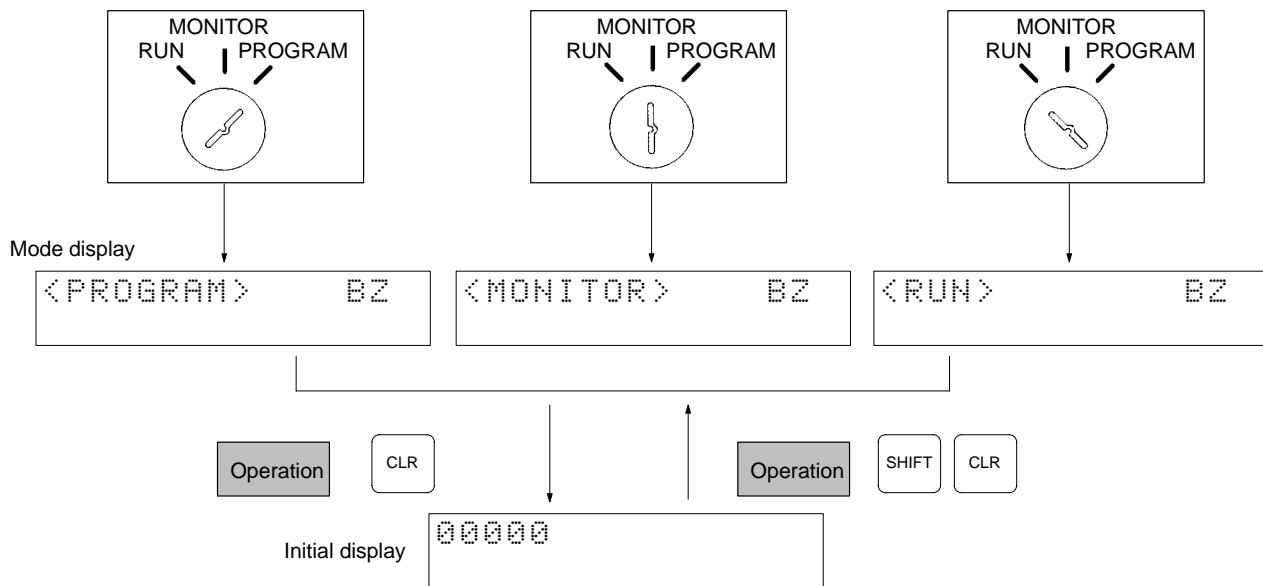 MONITOR
RUN PROGRAM
MONITOR
RUN PROGRAM
MONITOR
RUN PROGRAM
Mode display
<PROGRAM> BZ
<MONITOR> BZ
<RUN> BZ
Operation
CLR
Operation
SHIFT
CLR
Initial display
00000